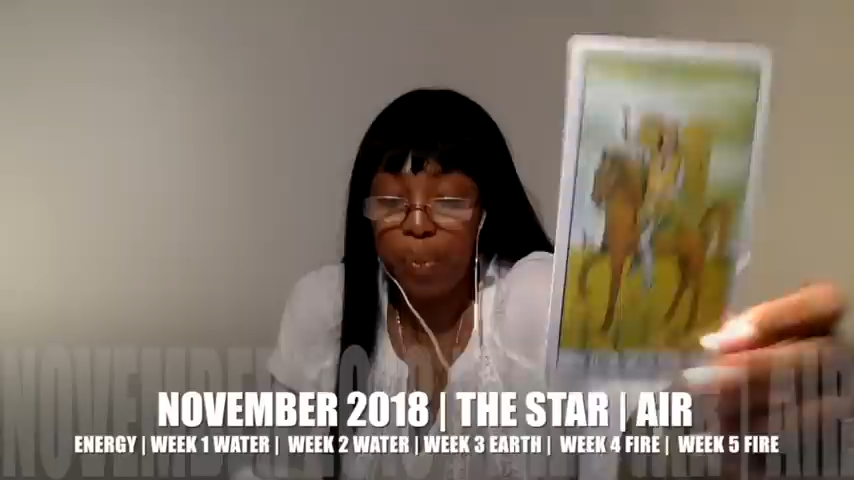 NOVEMBER 2018 | THE STAR | AIR
ENERGY | WEEK 1 WATER | WEEK 2 WATER | WEEK 3 EARTH | WEEK 4 FIRE | WEEK 5 FIRE